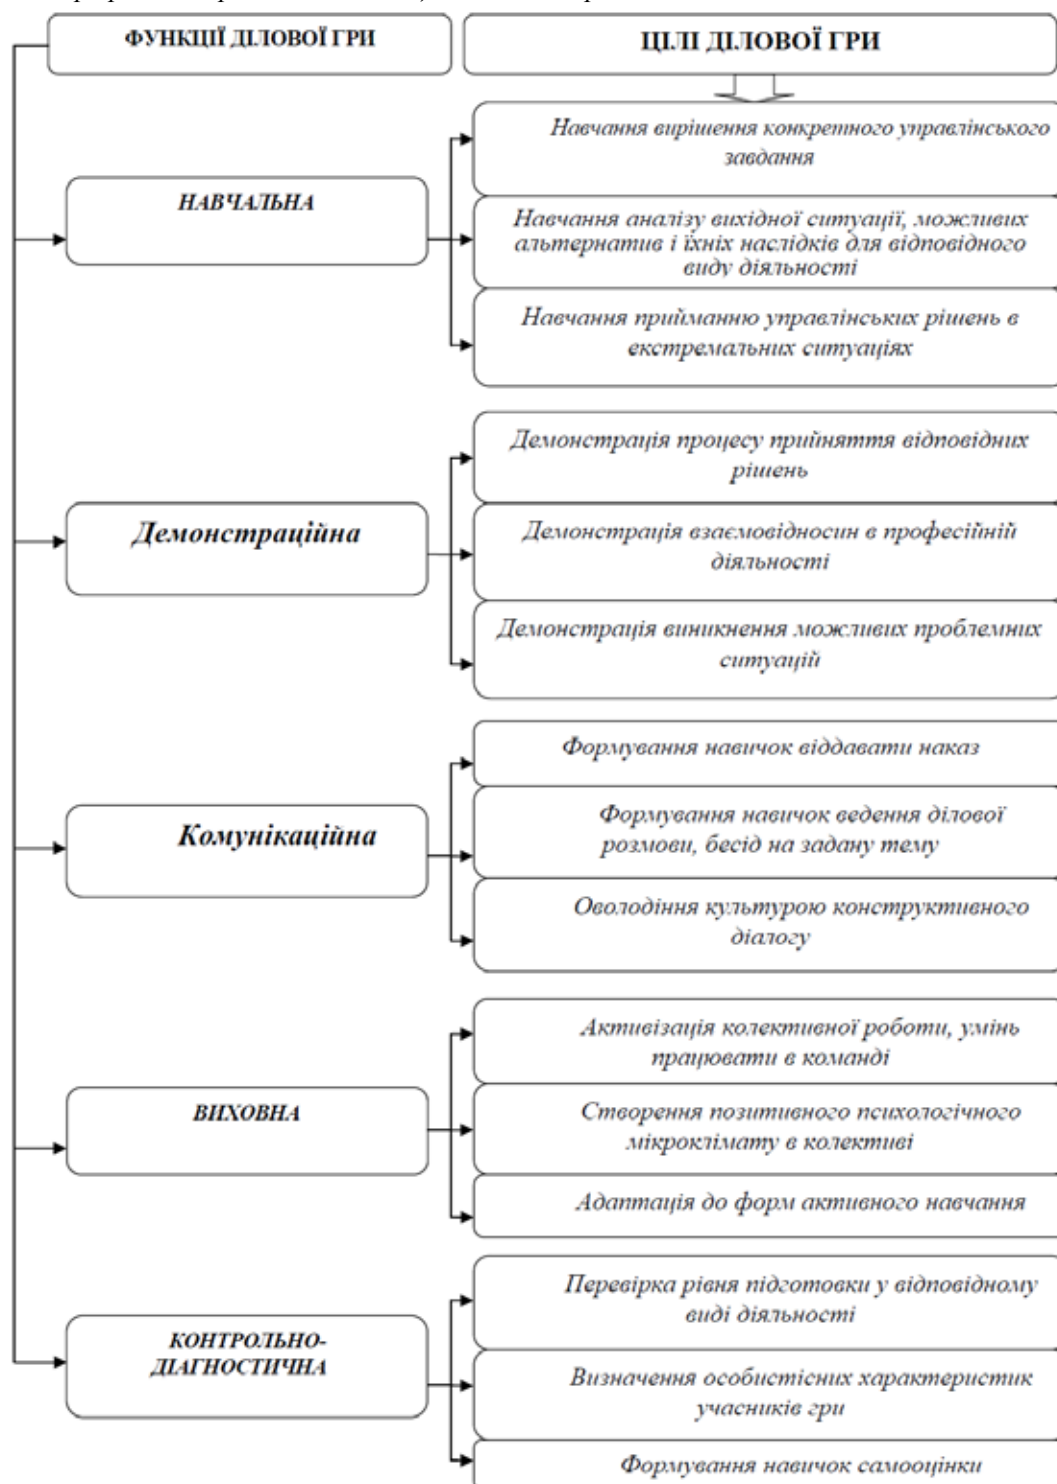 ФУНКЦІЇ ДІЛОВОЇ ГРИ
ЦІЛІ ДІЛОВОЇ ГРИ
НАВЧАЛЬНА
Навчання вирішення конкретного управлінського
завдання
Навчання аналізу вихідної ситуації, можливих
альтернатив і їхніх наслідків для відповідного
виду діяльності
Навчання прийманню управлінських рішень в
екстремальних ситуаціях
Демонстраційна
Демонстрація процесу прийняття відповідних
рішень
Демонстрація взаємовідносин в професійній
діяльності
Демонстрація виникнення можливих проблемних
ситуацій
Комунікаційна
Формування навичок віддавати наказ
Формування навичок ведення ділової
розмови, бесід на задану тему
Оволодіння культурою конструктивного
діалогу
ВИХОВНА
Активізація колективної роботи, умінь
працювати в команді
Створення позитивного психологічного
мікроклімату в колективі
Адаптація до форм активного навчання
КОНТРОЛЬНО-
ДІАГНОСТИЧНА
Перевірка рівня підготовки у відповідному
виді діяльності
Визначення особистісних характеристик
учасників гри
Формування навичок самооцінки